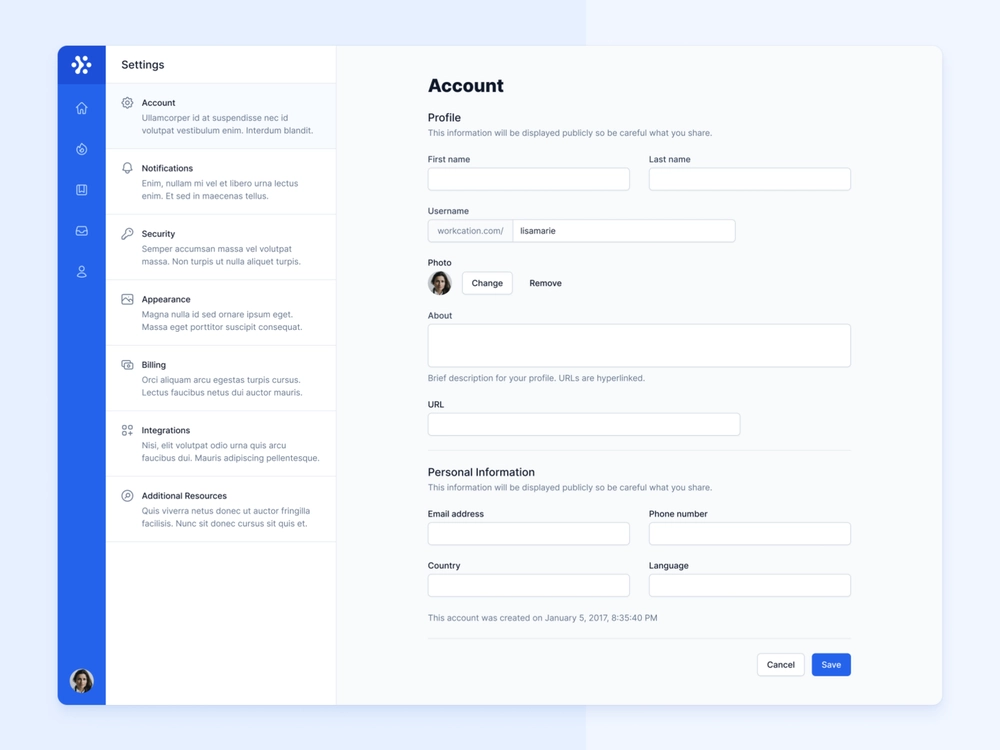 Settings
Account
Ullamcorper id at suspendisse nec id
volutpat vestibulum enim. Interdum blandit.
Notifications
Enim, nullam mi vel et libero urna lectus
enim. Et sed in maecenas tellus.
Security
Semper accumsan massa vel volutpat
massa. Non turpis ut nulla aliquet turpis.
Appearance
Magna nulla id sed ornare ipsum eget.
Massa eget porttitor suscipit consequat.
Billing
Orci aliquam arcu egestas turpis cursus.
Lectus faucibus netus dui auctor mauris.
Integrations
Nisi, elit volutpat odio urna quis arcu
faucibus dui. Mauris adipiscing pellentesque.
Additional Resources
Quis viverra netus donec ut auctor fringilla
facilisis. Nunc sit donec cursus sit quis et.
Account
Profile
This information will be displayed publicly so be careful what you share.
First name
Last name
Username
workcation.com/ lisamarie
Photo
Change
Remove
About
Brief description for your profile. URLs are hyperlinked.
URL
Personal Information
This information will be displayed publicly so be careful what you share.
Email address
Phone number
Country
Language
This account was created on January 5, 2017, 8:35:40 PM
Cancel
Save